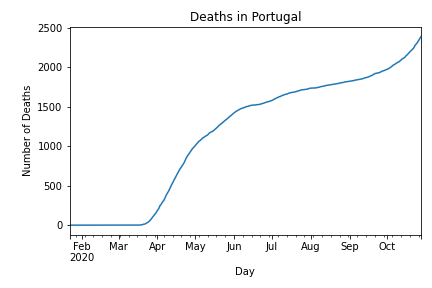 Deaths in Portugal
2500
2000
1500
1000
500
0
Number of Deaths
Feb Mar Apr May Jun Jul Aug Sep Oct
2020
Day